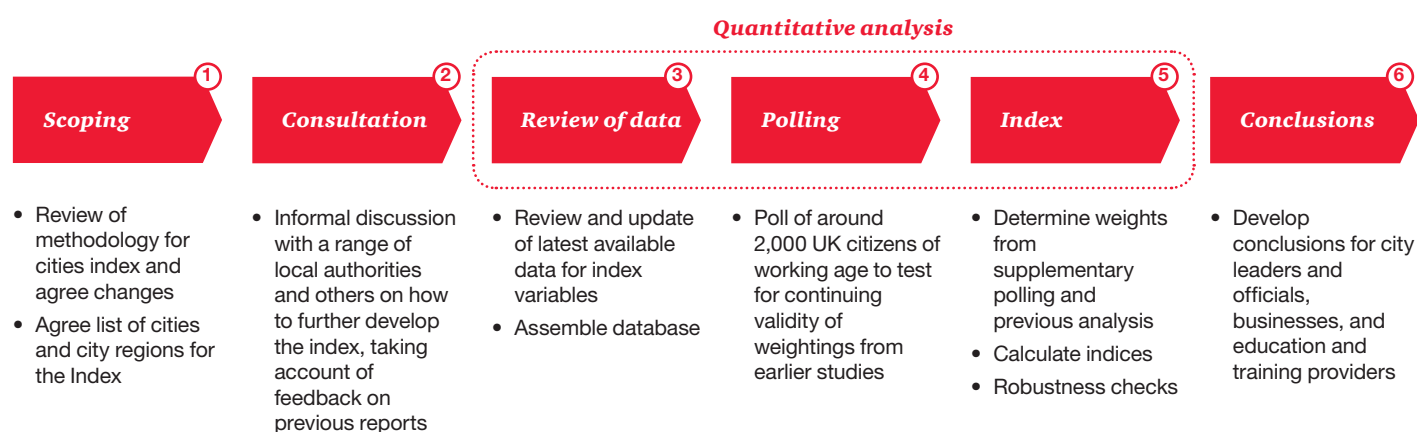 Quantitative analysis
1
Scoping
• Review of
methodology for
cities index and
agree changes
• Agree list of cities
and city regions for
the Index
2
Consultation
• Informal discussion
with a range of
local authorities
and others on how
to further develop
the index, taking
account of
feedback on
previous reports
3
Review of data
• Review and update
of latest available
data for index
variables
• Assemble database
4
Polling
• Poll of around
2,000 UK citizens of
working age to test
for continuing
validity of
weightings from
earlier studies
5
Index
• Determine weights
from
supplementary
polling and
previous analysis
• Calculate indices
• Robustness checks
6
Conclusions
• Develop
conclusions for city
leaders and
officials,
businesses, and
education and
training providers